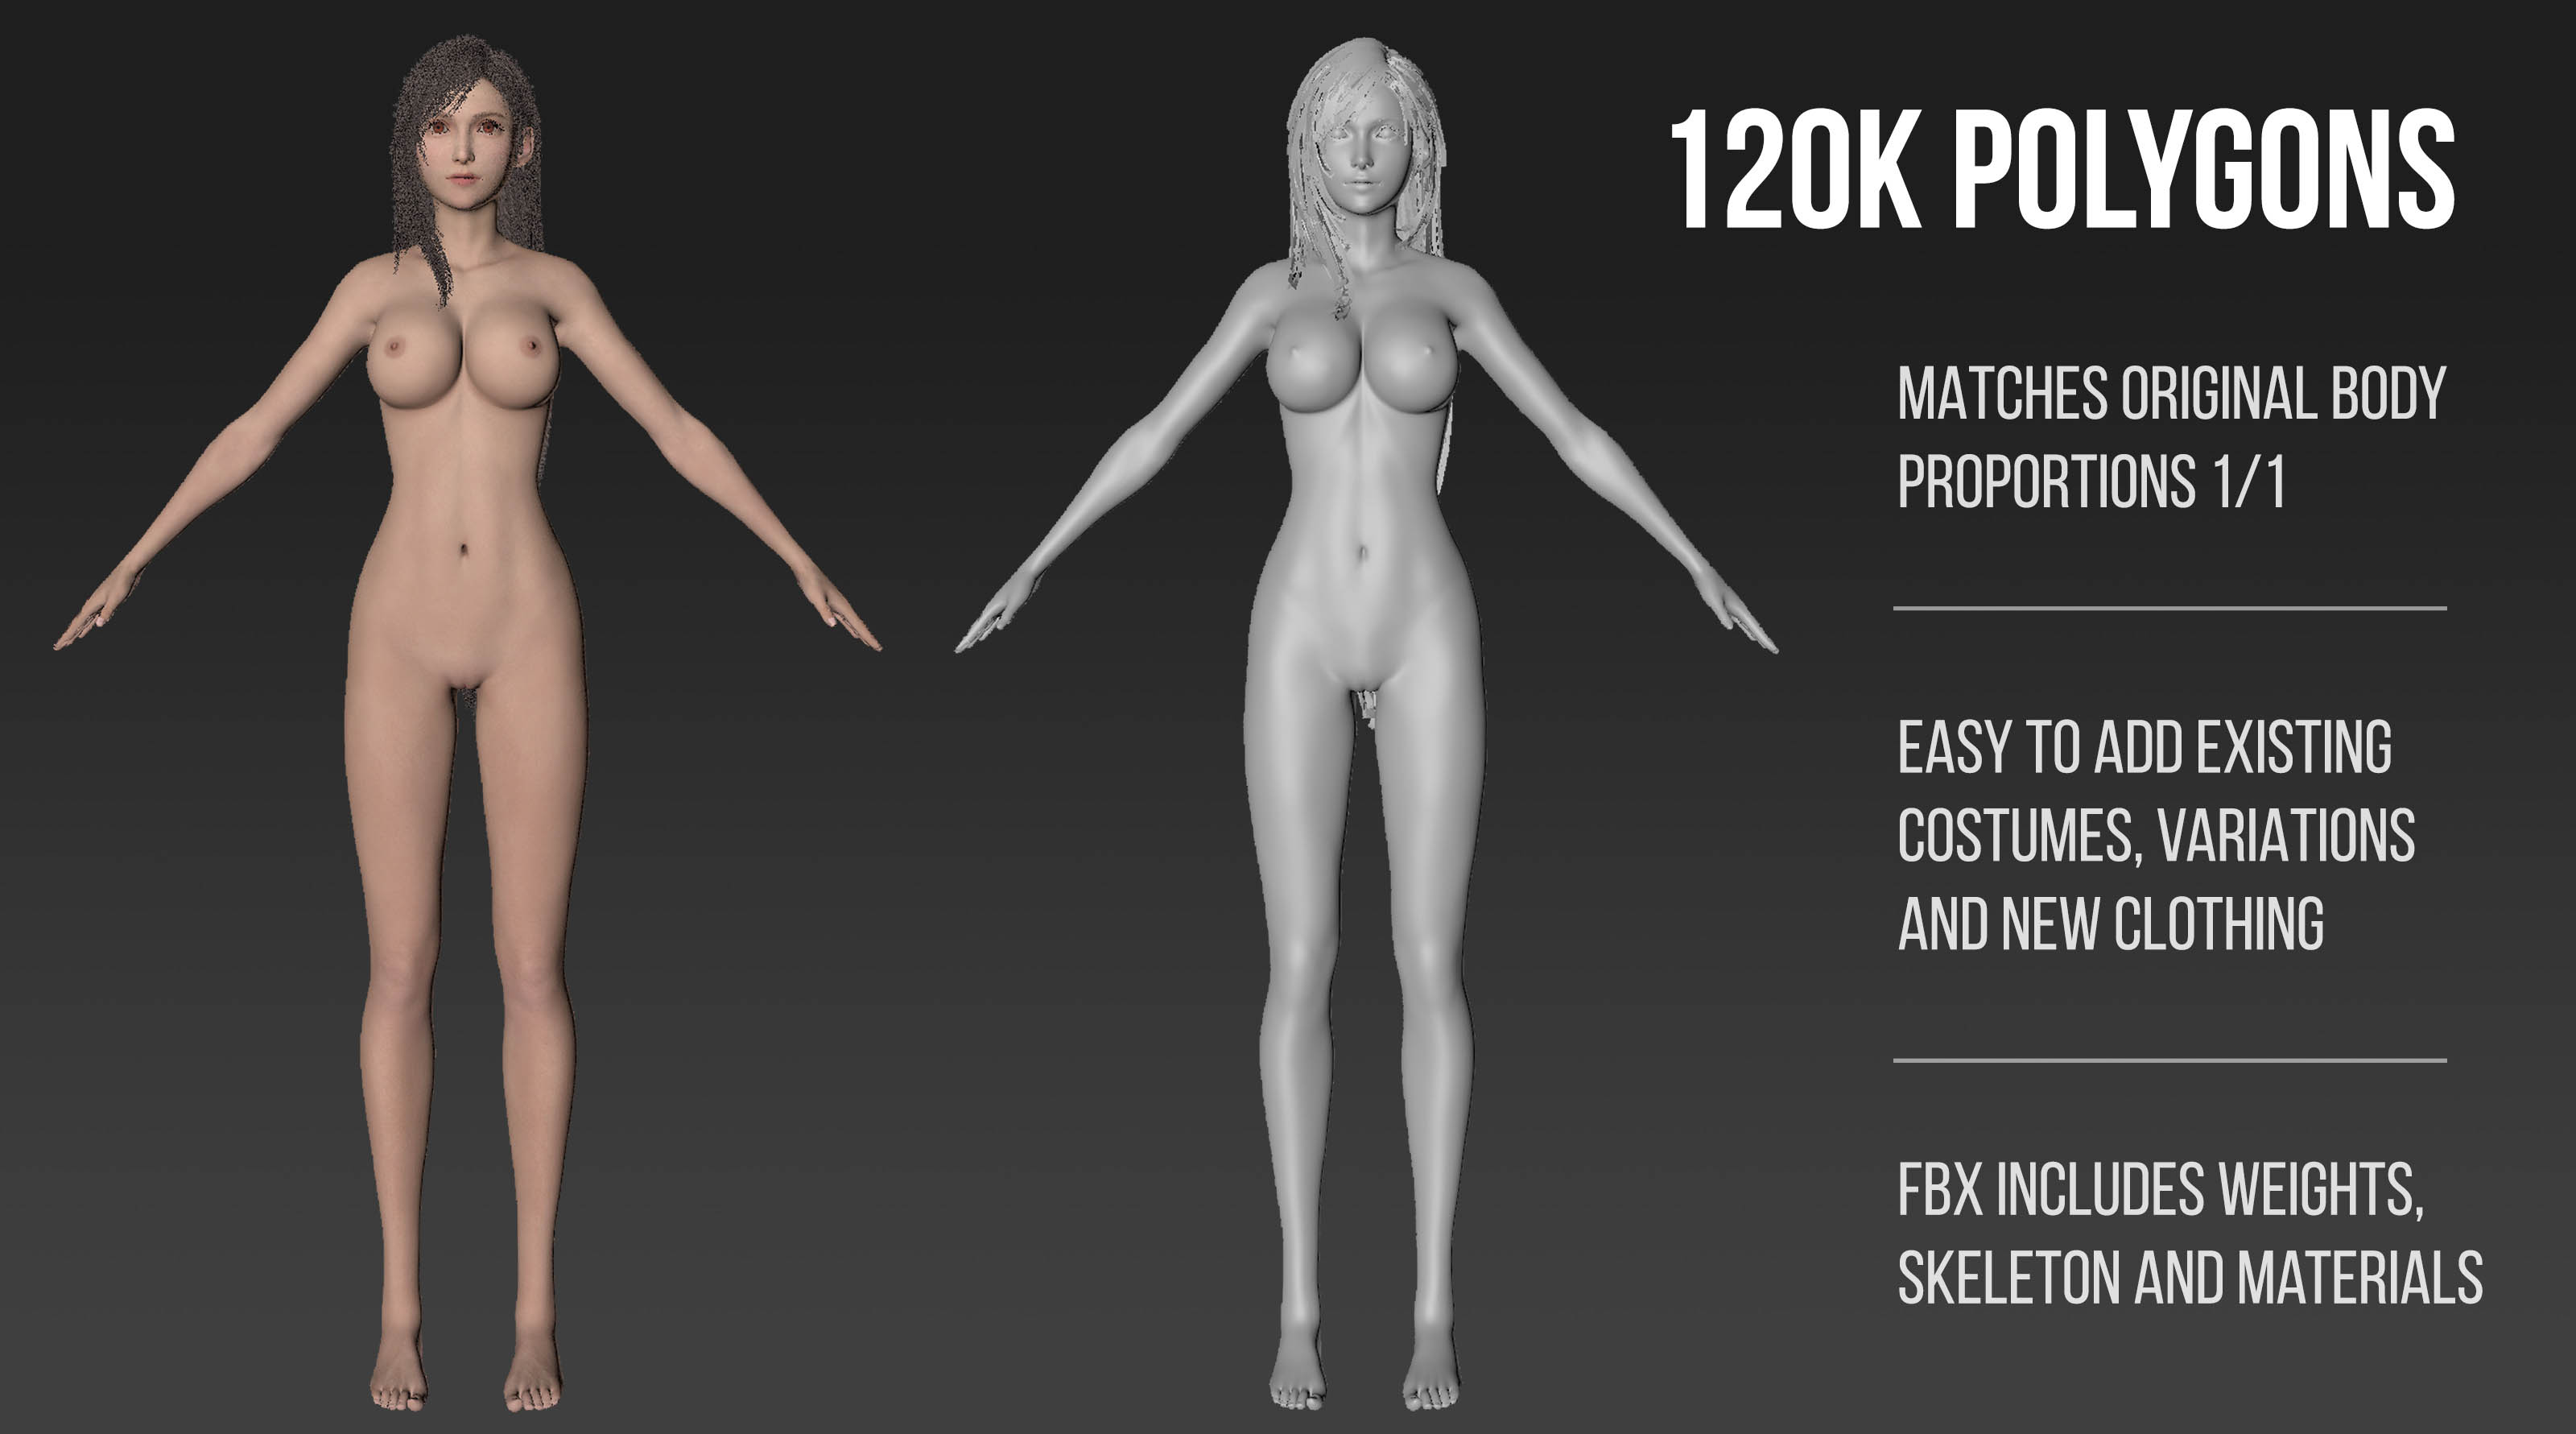 120K POLYGONS
MATCHES ORIGINAL BODY
PROPORTIONS 1/1
EASY TO ADD EXISTING
COSTUMES, VARIATIONS
AND NEW CLOTHING
FBX INCLUDES WEIGHTS,
SKELETON AND MATERIALS